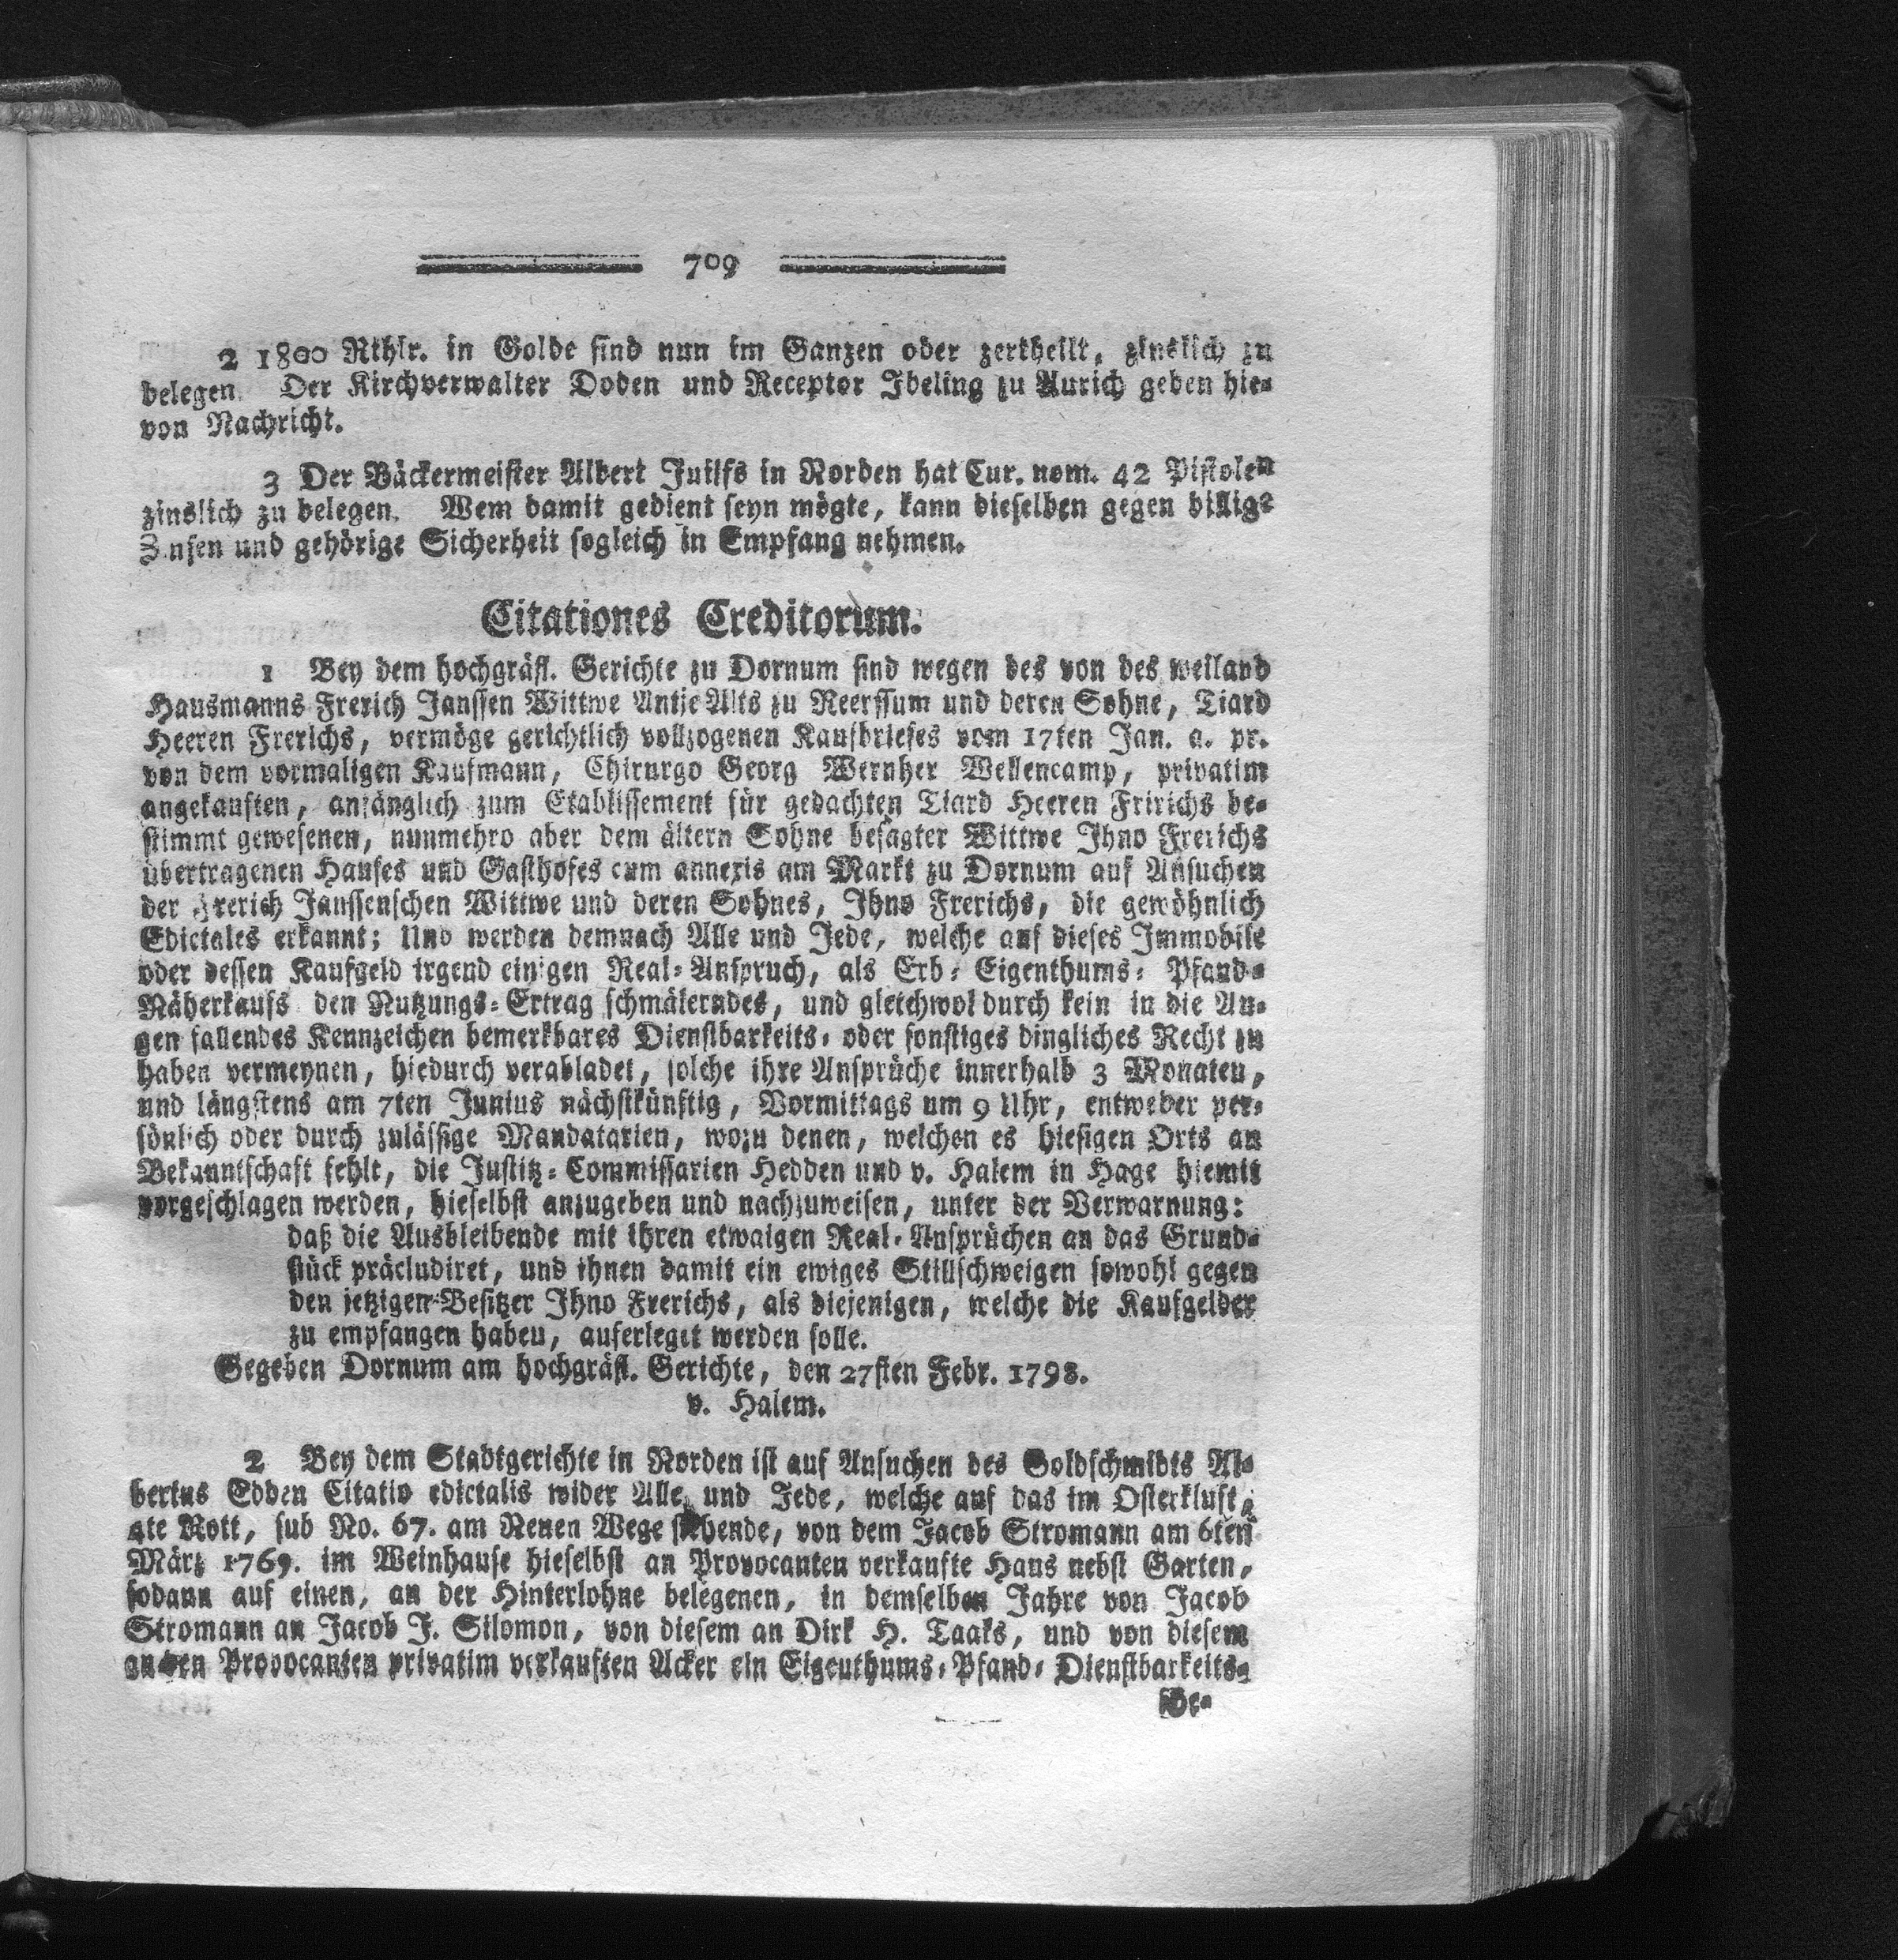 709
2 1800 Rthlr. in Golde sind nun im Ganzen oder zertheilt, zinslich zu
belegen. Der Kirchverwalter Doden und Receptor Ibeling zu Aurich geben hie-
von Nachricht.
3 Der Bäckermeister Albert Juilfs in Norden hat Cur. nom. 42 Pistolen
zinslich zu belegen. Wem damit gedient seyn mögte, kann dieselben gegen billige
Zinsen und gehörige Sicherheit sogleich in Empfang nehmen.
Citationes Creditorum.
1 Bey dem hochgräfl. Gerichte zu Dornum sind wegen des von des weiland
Hausmanns Frerich Janssen Wittwe Antje Alts zu Reerssum und deren Sohne, Tiard
Heeren Frerichs, vermöge gerichtlich vollzogenen Kaufbriefes vom 17ten Jan. a. pr.
von dem vormaligen Kaufmann, Chirurgo Georg Wernher Wellencamp, privatim
angekauften, anfänglich zum Etablissement für gedachten Tiard Heeren Fririchs be-
stimmt gewesenen, nunmehro aber dem ältern Sohne besagter Wittwe Ihno Frerichs
übertragenen Hauses und Gasthofes cum annexis am Markt zu Dornum auf Ansuchen
der Frerich Janssenschen Wittwe und deren Sohnes, Ihno Frerichs, die gewöhnlich
Edictales erkannt; Und werden demnach Alle und Jede, welche auf dieses Immobile
oder dessen Kaufgeld irgend einigen Real-Anspruch, als Erb- Eigenthums- Pfand-
Näherkaufs den Nutzungs-Ertrag schmälerndes, und gleichwol durch kein in die Au-
gen fallendes Kennzeichen bemerkbares Dienstbarkeits- oder sonstiges dingliches Recht zu
haben vermeynen, hiedurch verabladet, solche ihre Ansprüche innerhalb 3 Monaten,
und längstens am 7ten Junius nächstkünftig, Vormittags um 9 Uhr, entweder per-
sönlich oder durch zulässige Mandatarien, wozu denen, welchen es hiesigen Orts an
Bekanntschaft fehlt, die Justitz-Commissarien Hedden und v. Halem in Hage hiemit
vorgeschlagen werden, hieselbst anzugeben und nachzuweisen, unter der Verwarnung:
daß die Ausbleibende mit ihren etwaigen Real-Ansprüchen an das Grund-
stück präcludiret, und ihnen damit ein ewiges Stillschweigen sowohl gegen
den jetzigen Besitzer Ihno Frerichs, als diejenigen, welche die Kaufgelder
zu empfangen haben, auferleget werden solle.
Gegeben Dornum am hochgräfl. Gerichte, den 27sten Febr. 1798.
v. Halem.
2 Bey dem Stadtgerichte in Norden ist auf Ansuchen des Goldschmidts Al-
bertus Edden Citatio edictalis wider Alle und Jede, welche auf das im Osterkluft,
4te Rott, sub No. 67. am Neuen Wege stehende, von dem Jacob Stromann am 6ten
März 1769. im Weinhause hieselbst an Provocanten verkaufte Haus nebst Garten,
sodann auf einen, an der Hinterlohne belegenen, in demselben Jahre von Jacob
Stromann an Jacob J. Silomon, von diesem an Dirk H. Taaks, und von diesem
an den Provocanten privatim verkauften Acker ein Eigenthums- Pfand- Dienstbarkeits-
Be-